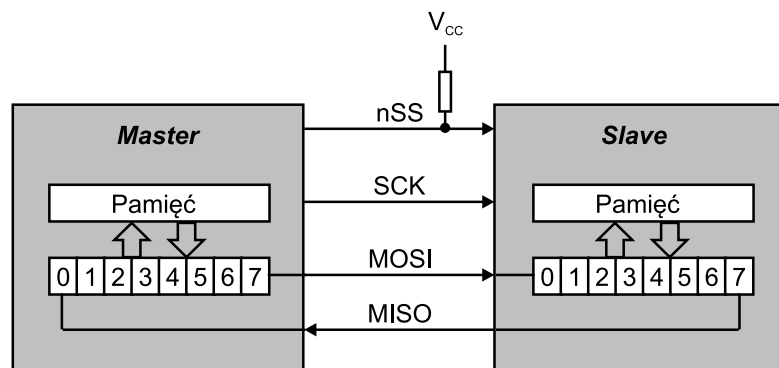 VCC
nSS
Master
Slave
SCK
Pamięć
Pamięć
MOSI
0 1 2 3 4 5 6 7
0 1 2 3 4 5 6 7
MISO